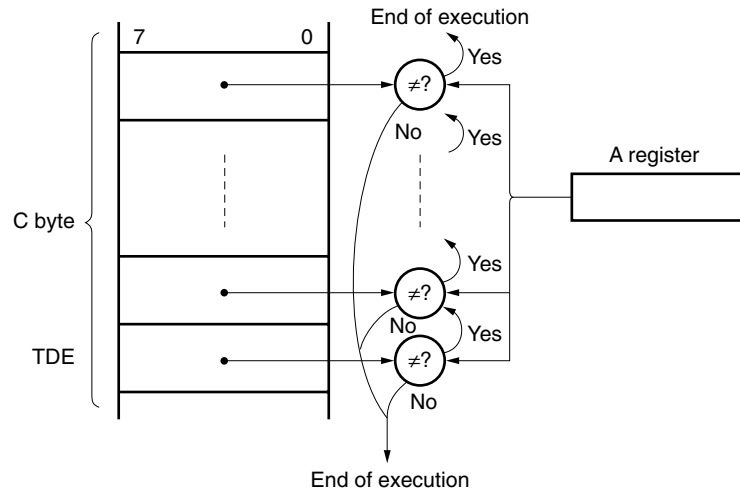 End of execution
7 0
Yes
≠?
No
Yes
A register
C byte
Yes
≠?
No
Yes
TDE
≠?
No
End of execution